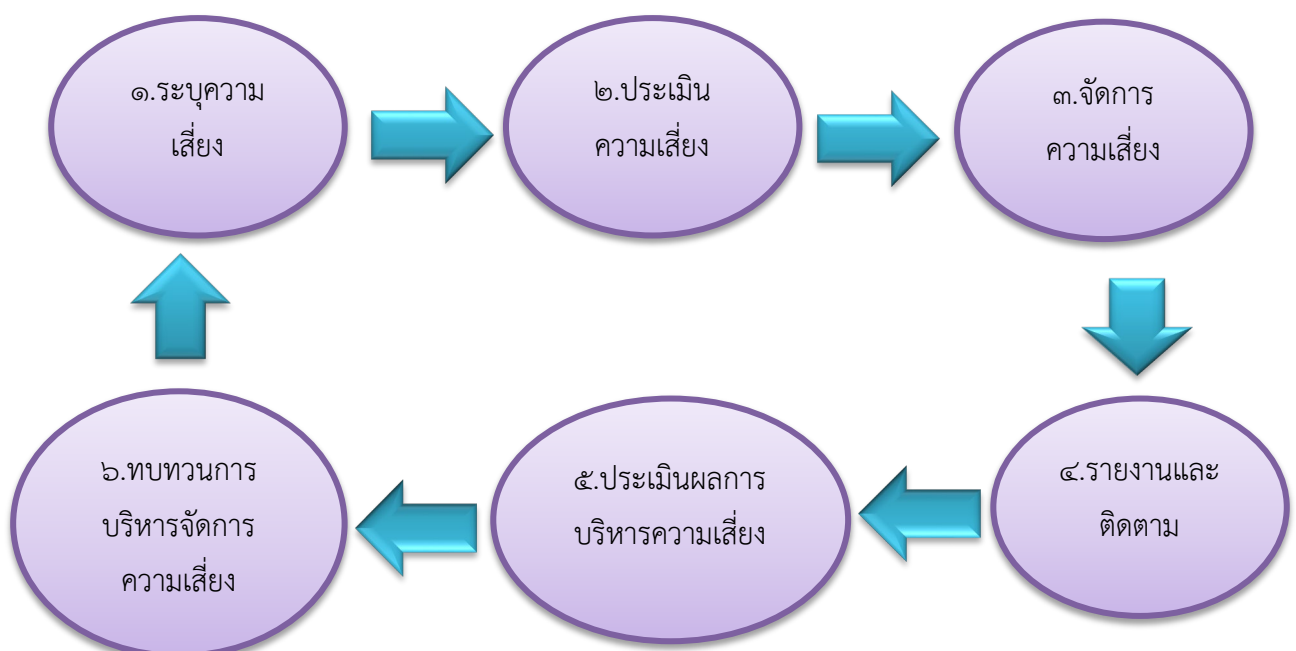 ๑.ระบุความ
เสี่ยง
๒.ประเมิน
ความเสี่ยง
๓.จัดการ
ความเสี่ยง
๔.รายงานและ
ติดตาม
๕.ประเมินผลการ
บริหารความเสี่ยง
๖.ทบทวนการ
บริหารจัดการ
ความเสี่ยง